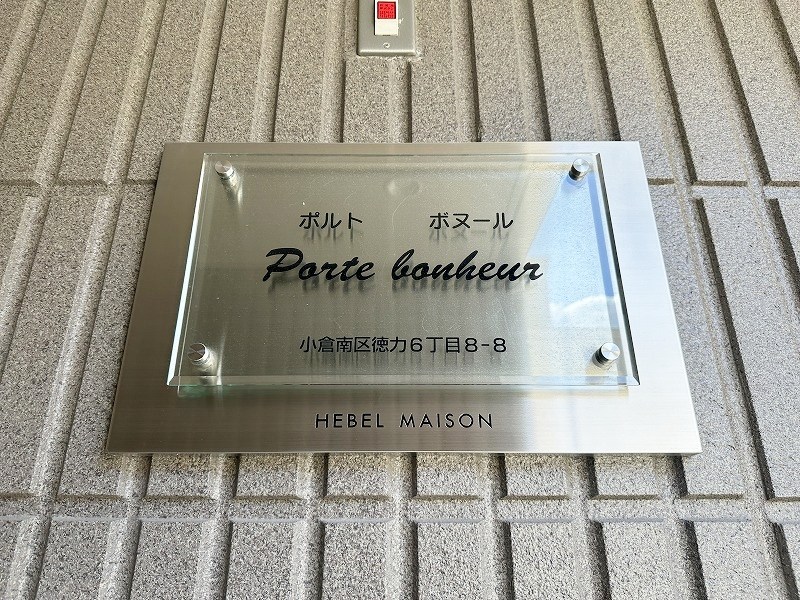 ポルト ボヌール
Porte bonheur
小倉南区徳力６丁目８-８
HEBEL MAISON